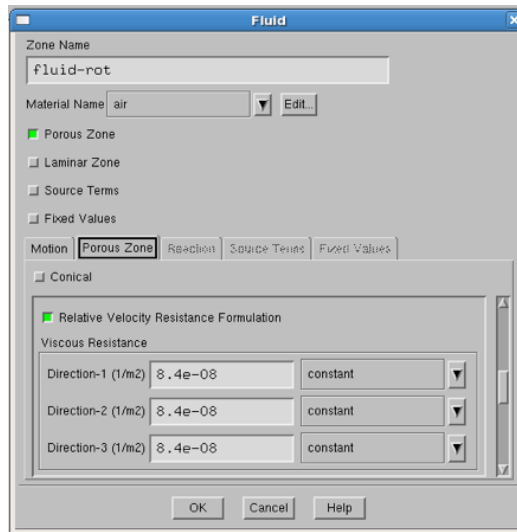 Fluid
Zone Name
fluid-rot
Material Name air Edit...
Porous Zone
Laminar Zone
Source Terms
Fixed Values
Motion Porous Zone Reaction Source Terms Fixed Values
Conical
Relative Velocity Resistance Formulation
Viscous Resistance
Direction-1 (1/m2) 8.4e-08 constant
Direction-2 (1/m2) 8.4e-08 constant
Direction-3 (1/m2) 8.4e-08 constant
OK Cancel Help